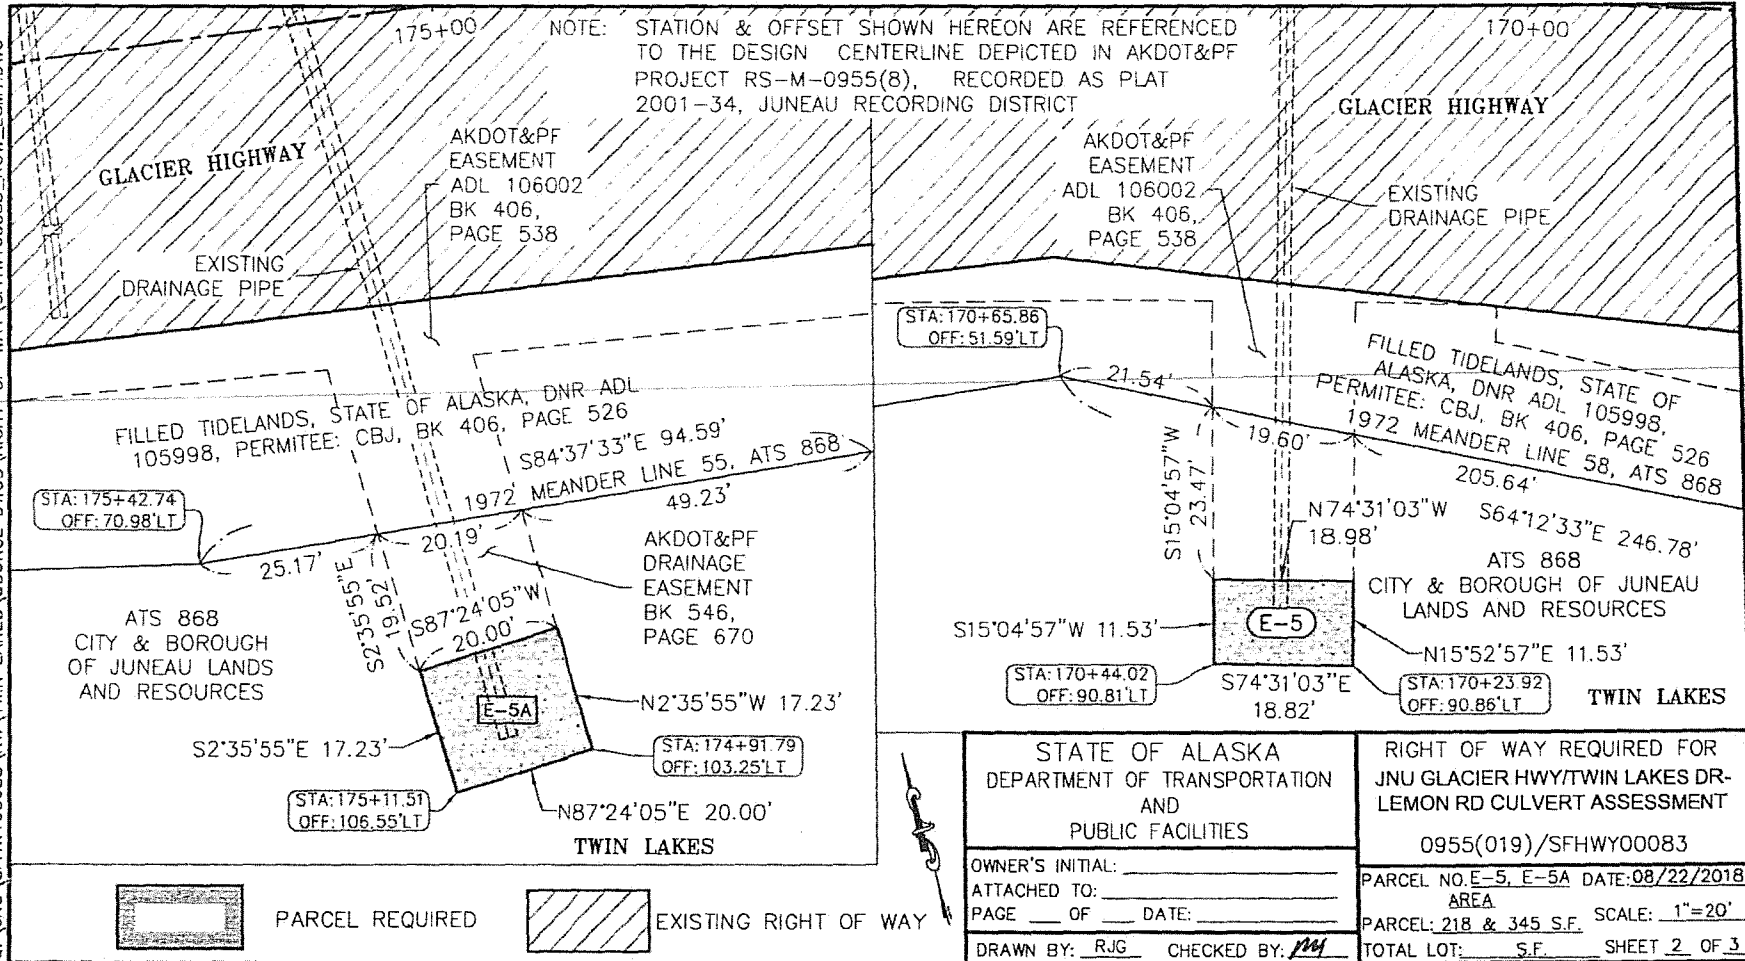 175+00
NOTE: STATION & OFFSET SHOWN HEREON ARE REFERENCED
TO THE DESIGN CENTERLINE DEPICTED IN AKDOT&PF
PROJECT RS-M-0955(8), RECORDED AS PLAT
2001-34, JUNEAU RECORDING DISTRICT
170+00
GLACIER HIGHWAY
GLACIER HIGHWAY
AKDOT&PF
EASEMENT
ADL 106002
BK 406,
PAGE 538
EXISTING
DRAINAGE PIPE
AKDOT&PF
EASEMENT
ADL 106002
BK 406,
PAGE 538
EXISTING
DRAINAGE PIPE
FILLED TIDELANDS, STATE OF ALASKA, DNR ADL
105998, PERMITEE: CBJ, BK 406, PAGE 526
S84°37'33"E 94.59'
1972 MEANDER LINE 55, ATS 868
49.23'
STA: 175+42.74
OFF: 70.98'LT
25.17'
20.19'
S2°35'55"E
19.52'
S87°24'05"W
20.00'
AKDOT&PF
DRAINAGE
EASEMENT
BK 546,
PAGE 670
ATS 868
CITY & BOROUGH
OF JUNEAU LANDS
AND RESOURCES
E-5A
N2°35'55"W 17.23'
S2°35'55"E 17.23'
STA: 174+91.79
OFF: 103.25'LT
STA: 175+11.51
OFF: 106.55'LT
N87°24'05"E 20.00'
TWIN LAKES
STA: 170+65.86
OFF: 51.59'LT
21.54'
19.60'
FILLED TIDELANDS, STATE OF
ALASKA, DNR ADL 105998,
PERMITEE: CBJ, BK 406, PAGE 526
1972 MEANDER LINE 58, ATS 868
205.64'
S64°12'33"E 246.78'
S15°04'57"W
23.47'
N74°31'03"W
18.98'
ATS 868
CITY & BOROUGH OF JUNEAU
LANDS AND RESOURCES
E-5
S15°04'57"W 11.53'
N15°52'57"E 11.53'
STA: 170+44.02
OFF: 90.81'LT
S74°31'03"E
18.82'
STA: 170+23.92
OFF: 90.86'LT
TWIN LAKES
PARCEL REQUIRED
EXISTING RIGHT OF WAY
STATE OF ALASKA
DEPARTMENT OF TRANSPORTATION
AND
PUBLIC FACILITIES
OWNER'S INITIAL:
ATTACHED TO:
PAGE ___ OF ___ DATE:
DRAWN BY: RJG CHECKED BY:
RIGHT OF WAY REQUIRED FOR
JNU GLACIER HWY/TWIN LAKES DR-
LEMON RD CULVERT ASSESSMENT
0955(019)/SFHWY00083
PARCEL NO. E-5, E-5A DATE: 08/22/2018
AREA
PARCEL: 218 & 345 S.F. SCALE: 1"=20'
TOTAL LOT: S.F. SHEET 2 OF 3